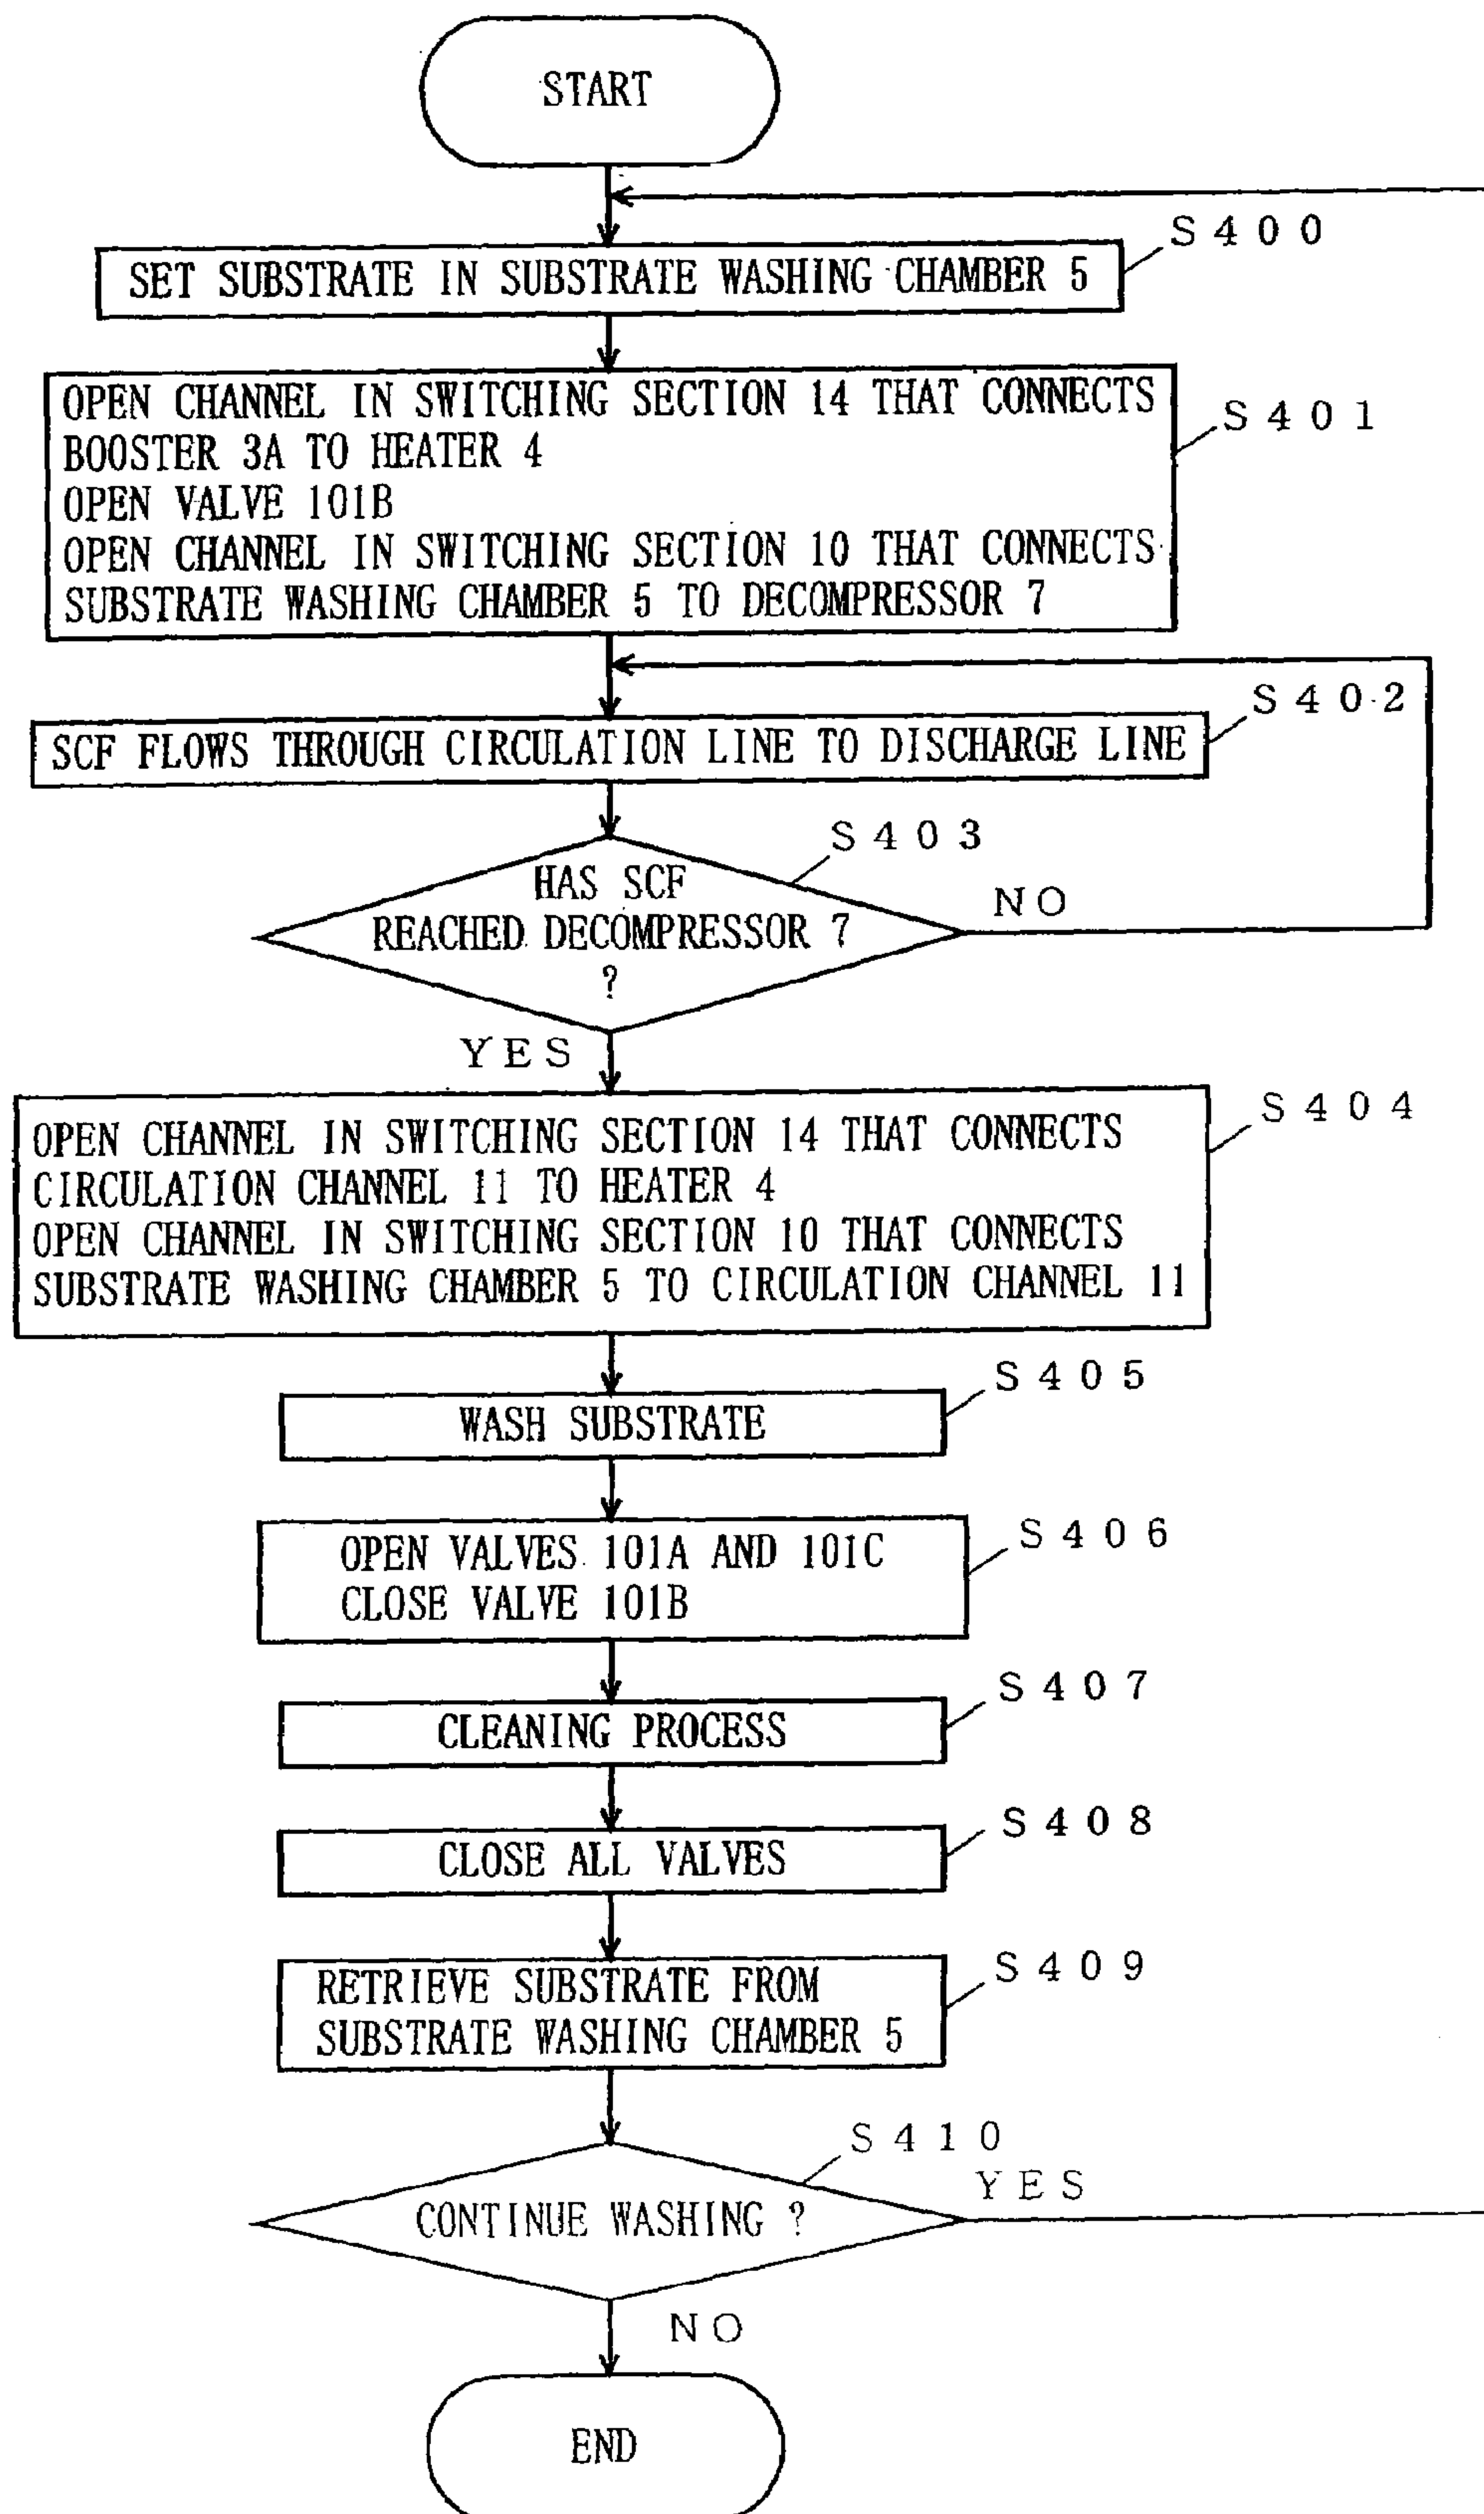 START
S400
SET SUBSTRATE IN SUBSTRATE WASHING CHAMBER 5
OPEN CHANNEL IN SWITCHING SECTION 14 THAT CONNECTS
BOOSTER 3A TO HEATER 4
OPEN VALVE 101B
OPEN CHANNEL IN SWITCHING SECTION 10 THAT CONNECTS
SUBSTRATE WASHING CHAMBER 5 TO DECOMPRESSOR 7
S401
S402
SCF FLOWS THROUGH CIRCULATION LINE TO DISCHARGE LINE
S403
HAS SCF
REACHED DECOMPRESSOR 7
?
NO
YES
S404
OPEN CHANNEL IN SWITCHING SECTION 14 THAT CONNECTS
CIRCULATION CHANNEL 11 TO HEATER 4
OPEN CHANNEL IN SWITCHING SECTION 10 THAT CONNECTS
SUBSTRATE WASHING CHAMBER 5 TO CIRCULATION CHANNEL 11
S405
WASH SUBSTRATE
S406
OPEN VALVES 101A AND 101C
CLOSE VALVE 101B
S407
CLEANING PROCESS
S408
CLOSE ALL VALVES
S409
RETRIEVE SUBSTRATE FROM
SUBSTRATE WASHING CHAMBER 5
S410
YES
CONTINUE WASHING ?
NO
END